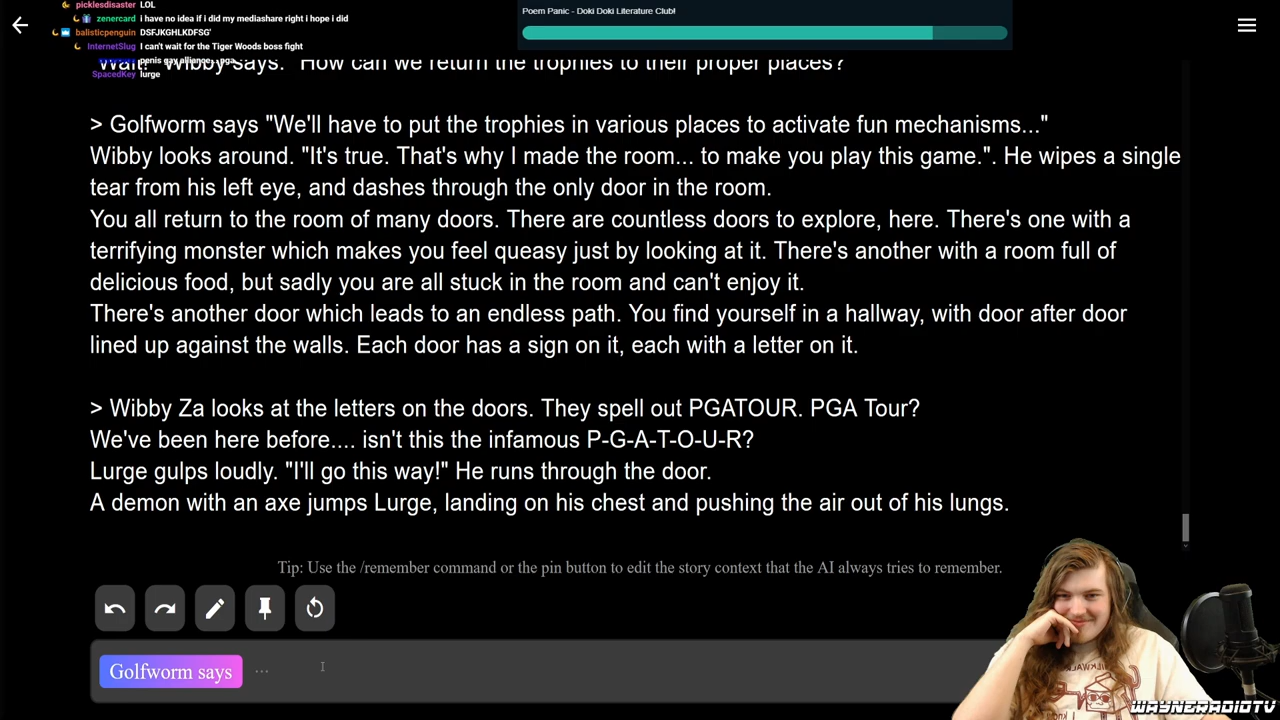 picklesdisaster LOL
zenercard i have no idea if i did my mediashare right i hope i did
balisticpenguin DSFJKGHLKDFSG'
InternetSlug I can't wait for the Tiger Woods boss fight
penis gay alliance... pga
SpacedKey lurge
Poem Panic - Doki Doki Literature Club!
"Wait!" Wibby says. "How can we return the trophies to their proper places?
> Golfworm says "We'll have to put the trophies in various places to activate fun mechanisms..."
Wibby looks around. "It's true. That's why I made the room... to make you play this game.". He wipes a single
tear from his left eye, and dashes through the only door in the room.
You all return to the room of many doors. There are countless doors to explore, here. There's one with a
terrifying monster which makes you feel queasy just by looking at it. There's another with a room full of
delicious food, but sadly you are all stuck in the room and can't enjoy it.
There's another door which leads to an endless path. You find yourself in a hallway, with door after door
lined up against the walls. Each door has a sign on it, each with a letter on it.
> Wibby Za looks at the letters on the doors. They spell out PGATOUR. PGA Tour?
We've been here before.... isn't this the infamous P-G-A-T-O-U-R?
Lurge gulps loudly. "I'll go this way!" He runs through the door.
A demon with an axe jumps Lurge, landing on his chest and pushing the air out of his lungs.
Tip: Use the /remember command or the pin button to edit the story context that the AI always tries to remember.
Golfworm says ...
WAYNERADIOTV